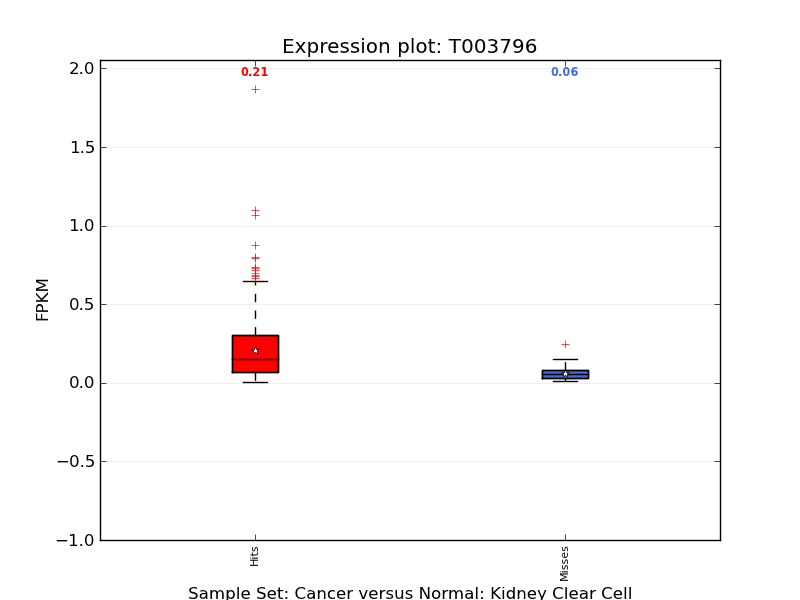 Expression plot: T003796
0.21
0.06
2.0
1.5
1.0
0.5
0.0
−0.5
−1.0
FPKM
Hits
Misses
Sample Set: Cancer versus Normal: Kidney Clear Cell